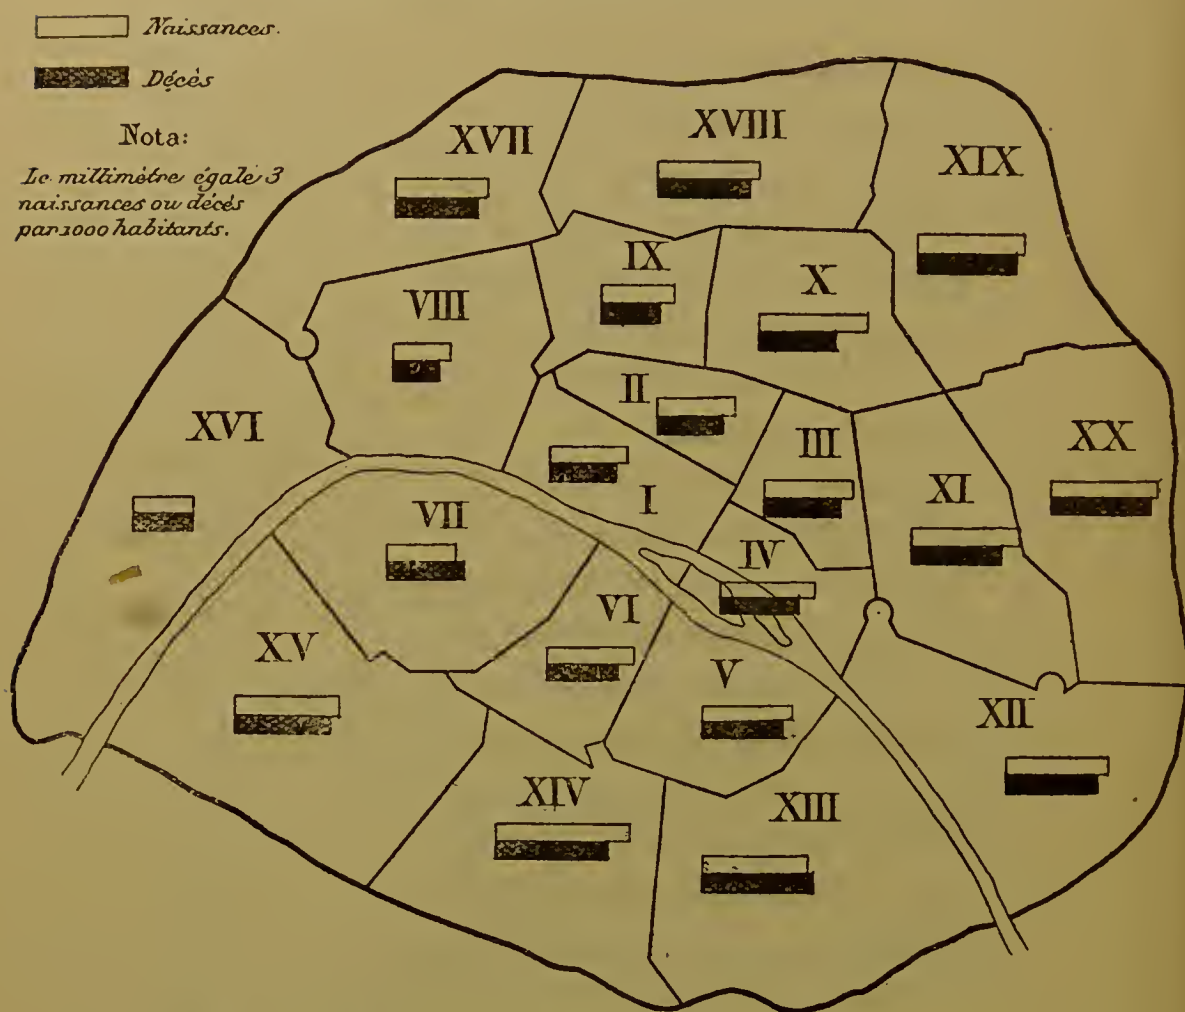 Naissances.
Décès
Nota:
Le millimètre égale 3
naissances ou décés
par 1000 habitants.
XVII
XVIII
XIX
IX
X
VIII
II
XVI
III
XX
XI
I
VII
IV
VI
XV
V
XII
XIV
XIII